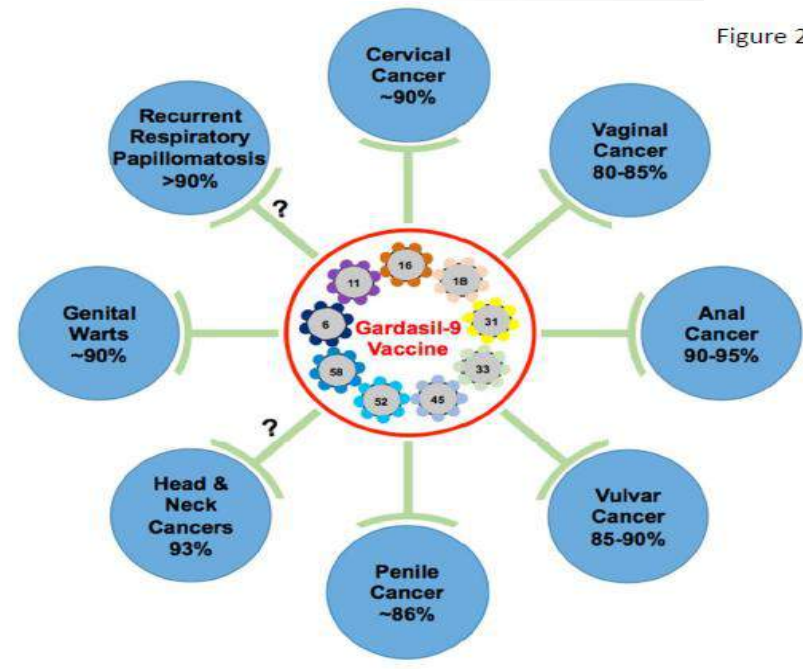 Figure 2
Cervical
Cancer
~90%
Recurrent
Respiratory
Papillomatosis
>90%
Vaginal
Cancer
80-85%
?
16
11
18
6
31
Gardasil-9
Vaccine
58
33
52
45
Genital
Warts
~90%
Anal
Cancer
90-95%
?
Head &
Neck
Cancers
93%
Vulvar
Cancer
85-90%
Penile
Cancer
~86%